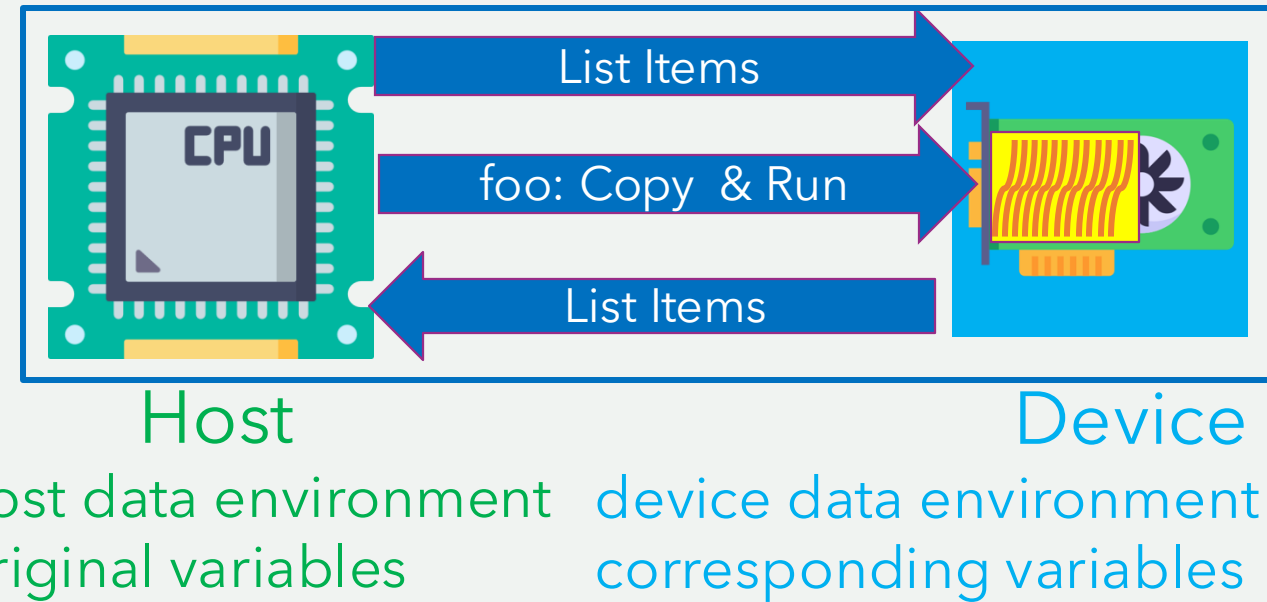 List Items
CPU
foo: Copy & Run
List Items
Host
Device
ost data environment
device data environment
riginal variables
corresponding variables